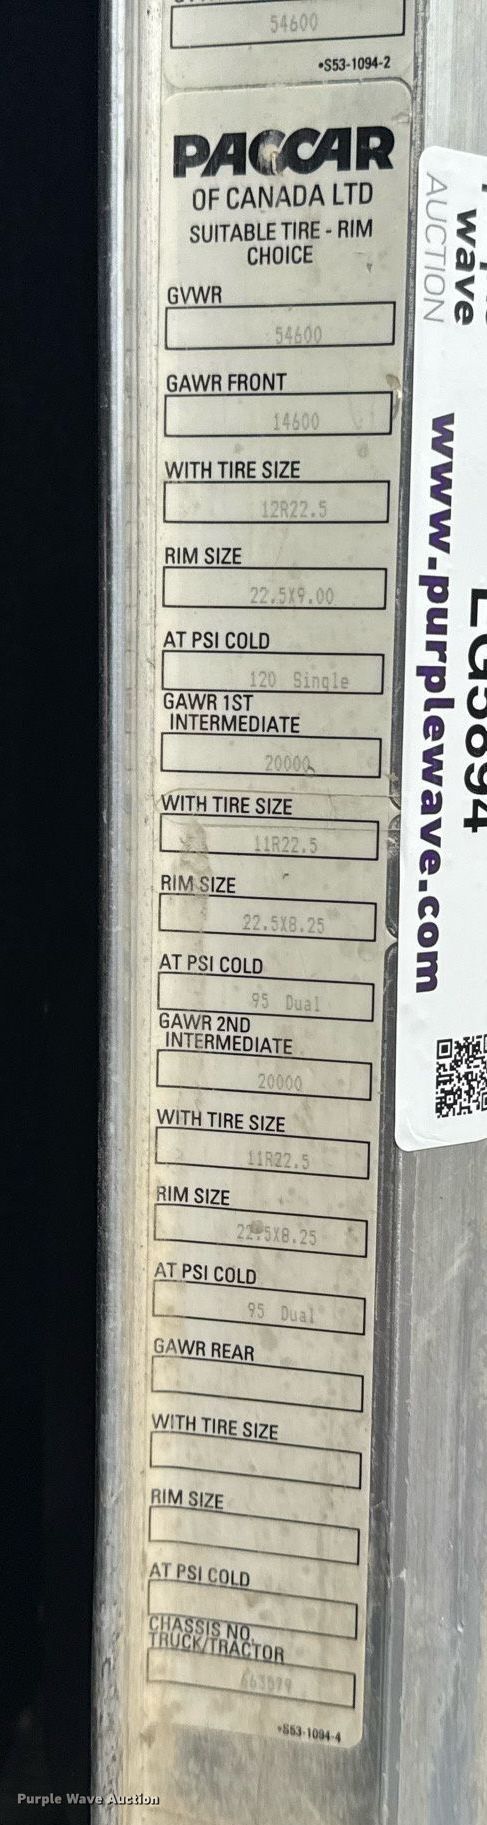 54600
•S53-1094-2
PACCAR
OF CANADA LTD
SUITABLE TIRE - RIM
CHOICE
GVWR
54600
GAWR FRONT
14600
WITH TIRE SIZE
12R22.5
RIM SIZE
22.5X9.00
AT PSI COLD
120 Single
GAWR 1ST
INTERMEDIATE
20000
WITH TIRE SIZE
11R22.5
RIM SIZE
22.5X8.25
AT PSI COLD
95 Dual
GAWR 2ND
INTERMEDIATE
20000
WITH TIRE SIZE
11R22.5
RIM SIZE
22.5X8.25
AT PSI COLD
95 Dual
GAWR REAR
WITH TIRE SIZE
RIM SIZE
AT PSI COLD
CHASSIS NO.
TRUCK/TRACTOR
•S53-1094-4
wave
AUCTION
www.purplewave.com
Purple Wave Auction